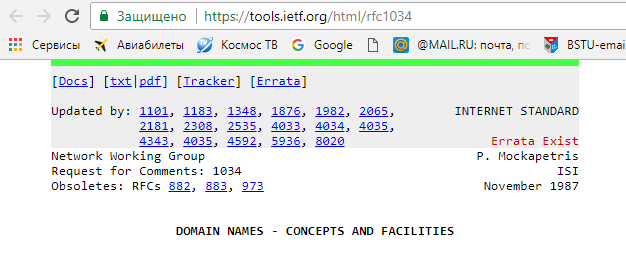 Защищено https://tools.ietf.org/html/rfc1034
Сервисы Авиабилеты Космос ТВ Google @MAIL.RU: почта, по BSTU-emai
[Docs] [txt|pdf] [Tracker] [Errata]
Updated by: 1101, 1183, 1348, 1876, 1982, 2065, INTERNET STANDARD
2181, 2308, 2535, 4033, 4034, 4035,
4343, 4035, 4592, 5936, 8020 Errata Exist
Network Working Group P. Mockapetris
Request for Comments: 1034 ISI
Obsoletes: RFCs 882, 883, 973 November 1987
DOMAIN NAMES - CONCEPTS AND FACILITIES